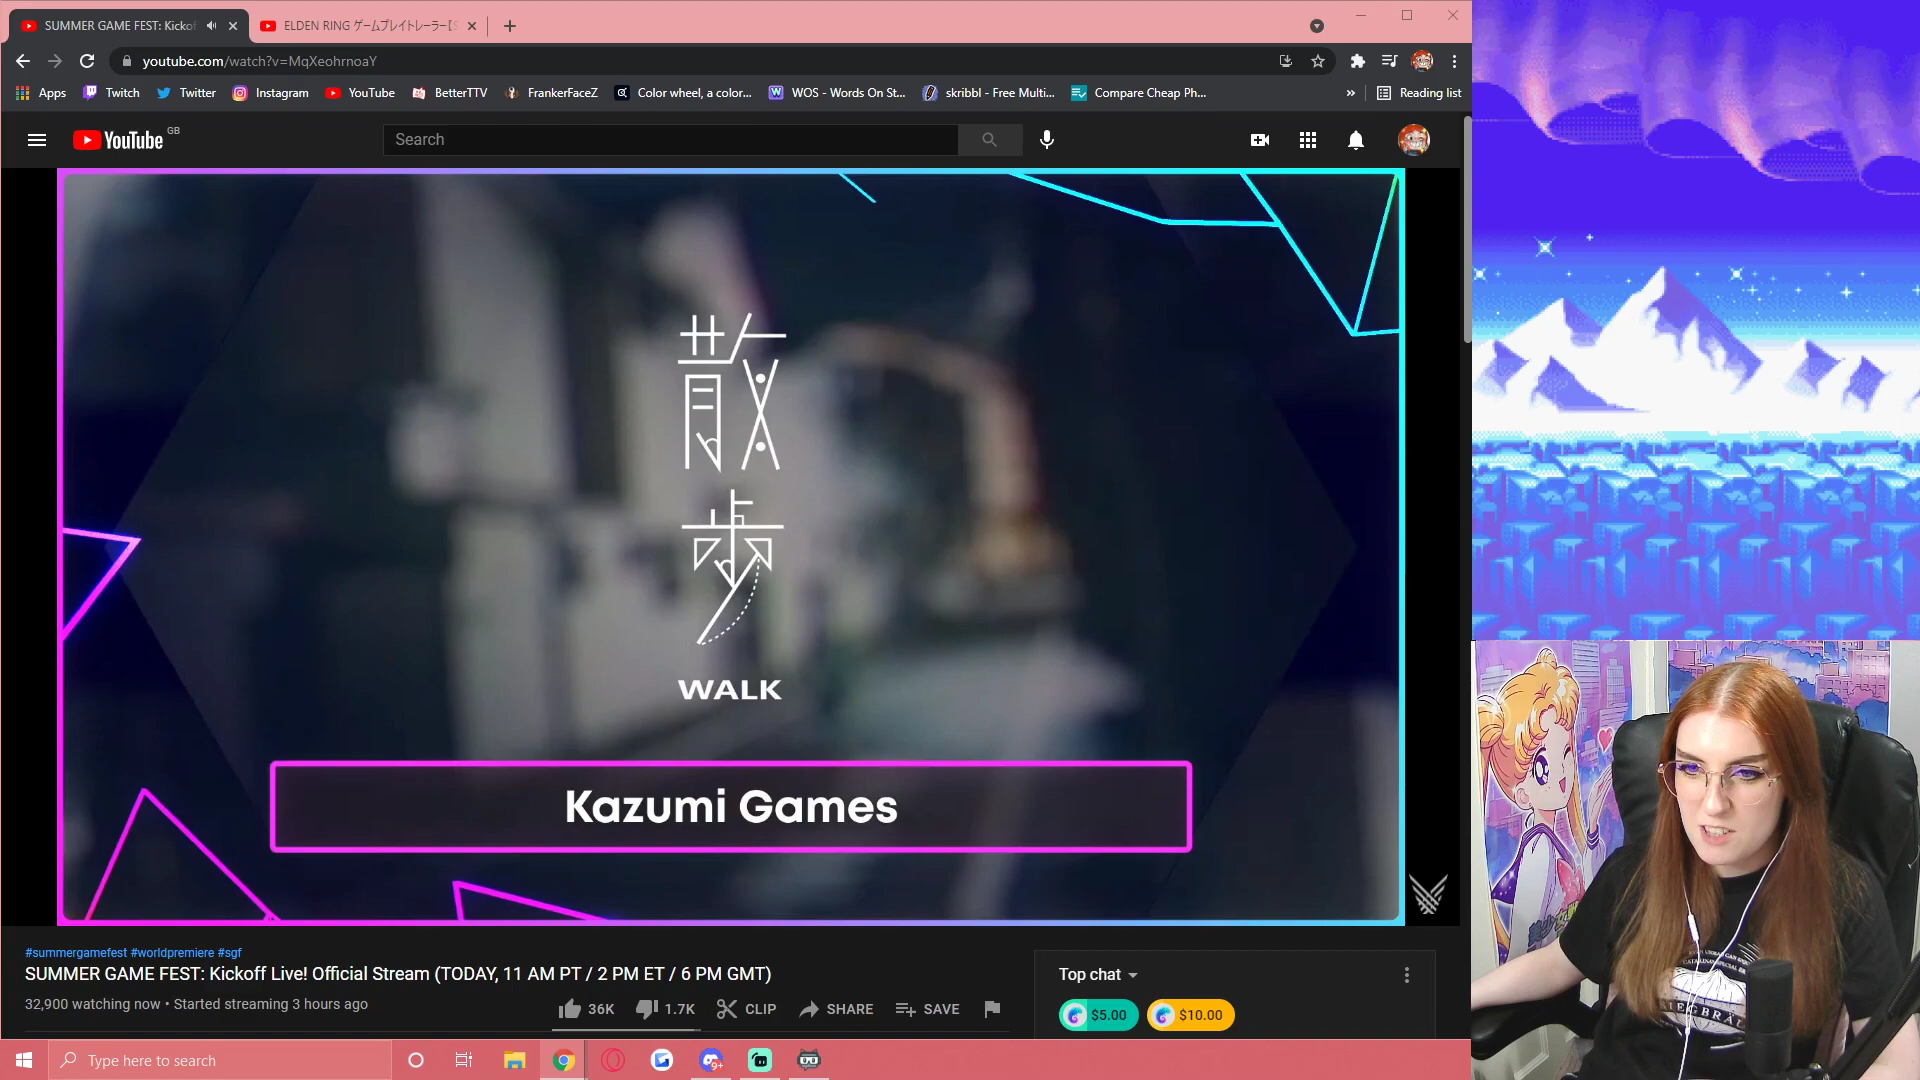 SUMMER GAME FEST: Kickof
ELDEN RING ゲームプレイトレーラー【S
youtube.com/watch?v=MqXeohrnoaY
Apps
Twitch
Twitter
Instagram
YouTube
BetterTTV
FrankerFaceZ
Color wheel, a color...
WOS - Words On St...
skribbl - Free Multi...
Compare Cheap Ph...
»
Reading list
YouTube GB
Search
散
歩
WALK
Kazumi Games
#summergamefest #worldpremiere #sgf
SUMMER GAME FEST: Kickoff Live! Official Stream (TODAY, 11 AM PT / 2 PM ET / 6 PM GMT)
32,900 watching now • Started streaming 3 hours ago
36K
1.7K
CLIP
SHARE
SAVE
Top chat
$5.00
$10.00
Type here to search
9+